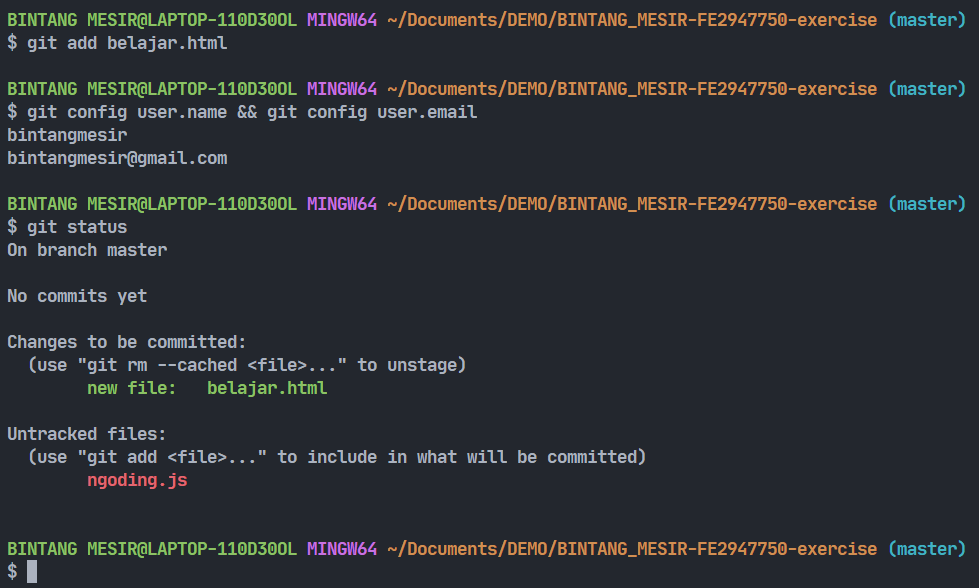 BINTANG MESIR@LAPTOP-110D30OL MINGW64 ~/Documents/DEMO/BINTANG_MESIR-FE2947750-exercise (master)
$ git add belajar.html
BINTANG MESIR@LAPTOP-110D30OL MINGW64 ~/Documents/DEMO/BINTANG_MESIR-FE2947750-exercise (master)
$ git config user.name && git config user.email
bintangmesir
bintangmesir@gmail.com
BINTANG MESIR@LAPTOP-110D30OL MINGW64 ~/Documents/DEMO/BINTANG_MESIR-FE2947750-exercise (master)
$ git status
On branch master
No commits yet
Changes to be committed:
  (use "git rm --cached <file>..." to unstage)
        new file:   belajar.html
Untracked files:
  (use "git add <file>..." to include in what will be committed)
        ngoding.js
BINTANG MESIR@LAPTOP-110D30OL MINGW64 ~/Documents/DEMO/BINTANG_MESIR-FE2947750-exercise (master)
$